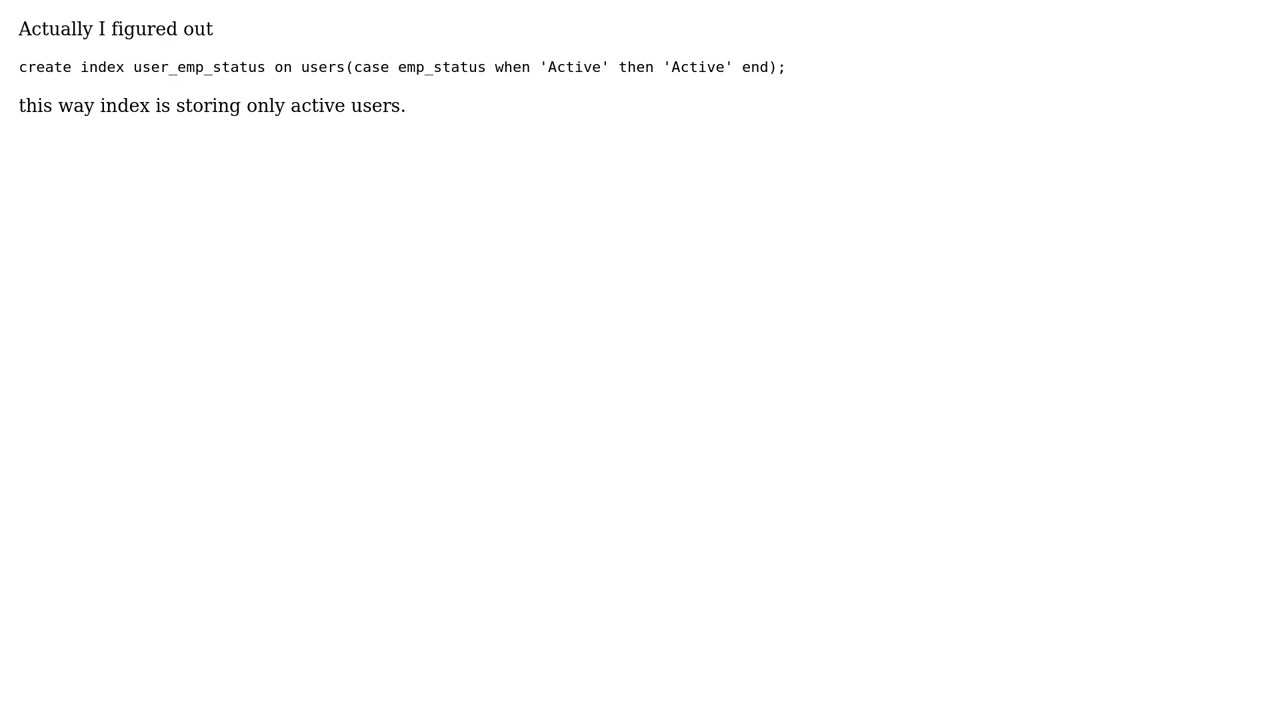 Actually I figured out
create index user_emp_status on users(case emp_status when 'Active' then 'Active' end);
this way index is storing only active users.